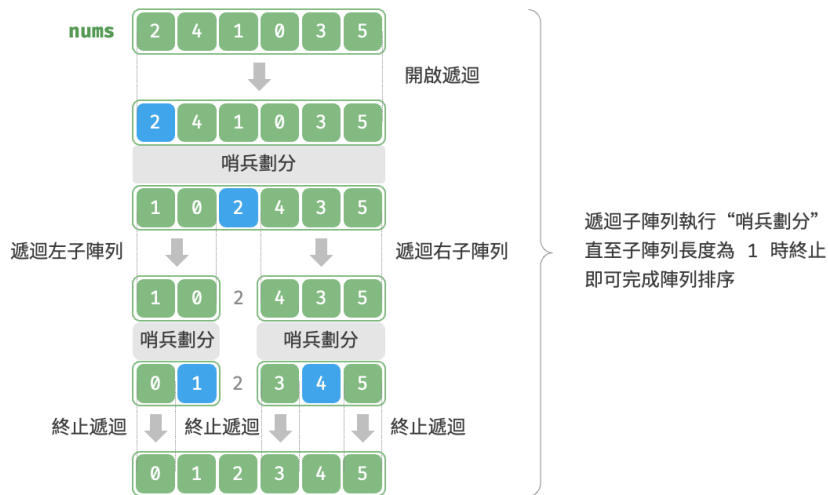 nums 2 4 1 0 3 5
開啟遞迴
2 4 1 0 3 5
哨兵劃分
1 0 2 4 3 5
遞迴左子陣列 遞迴右子陣列
1 0 2 4 3 5
哨兵劃分 哨兵劃分
0 1 2 3 4 5
終止遞迴 終止遞迴 終止遞迴
0 1 2 3 4 5
遞迴子陣列執行“哨兵劃分”
直至子陣列長度為 1 時終止
即可完成陣列排序